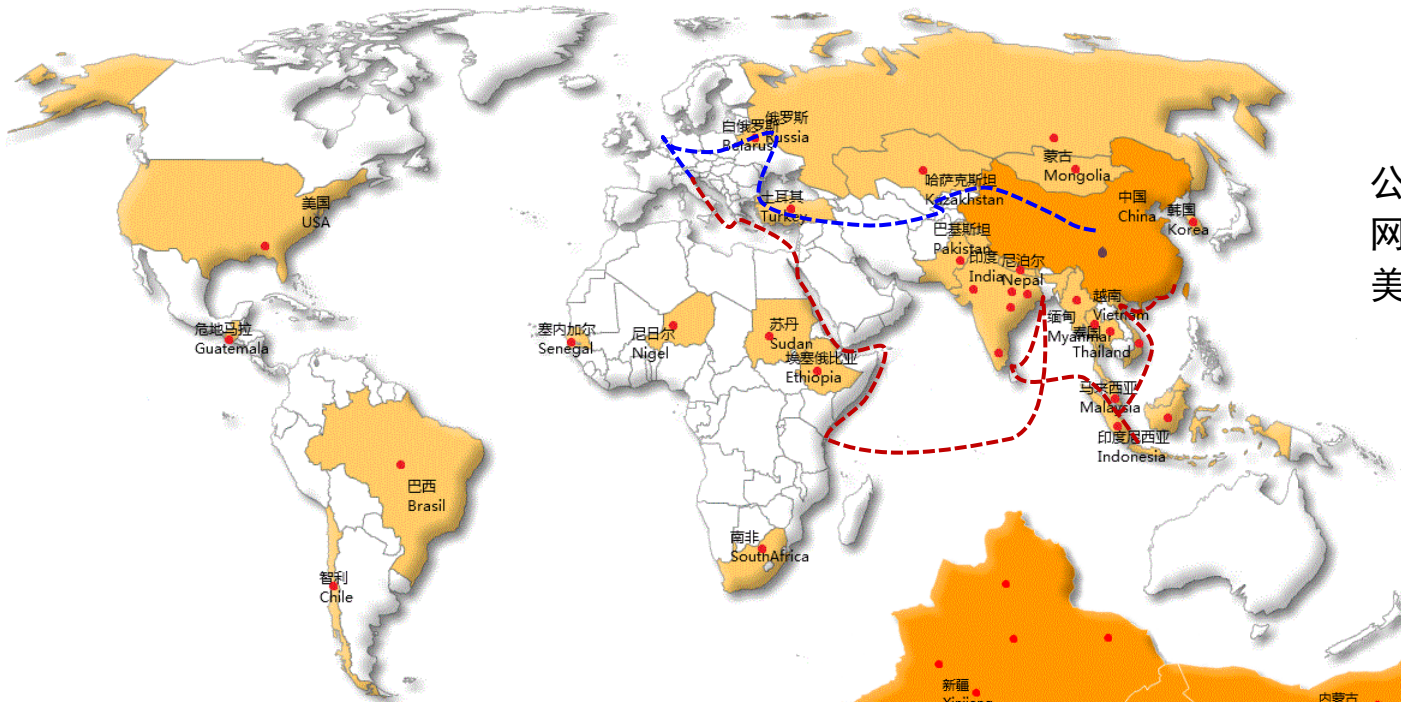 公
网
美
美国
USA
危地马拉
Guatemala
巴西
Brasil
智利
Chile
塞内加尔
Senegal
尼日尔
Nigel
苏丹
Sudan
埃塞俄比亚
Ethiopia
南非
SouthAfrica
白俄罗斯
Belarus
俄罗斯
Russia
土耳其
Turkey
哈萨克斯坦
Kazakhstan
蒙古
Mongolia
中国
China
韩国
Korea
巴基斯坦
Pakistan
印度
India
尼泊尔
Nepal
缅甸
Myanmar
越南
Vietnam
泰国
Thailand
马来西亚
Malaysia
印度尼西亚
Indonesia
新疆
Xinjiang
内蒙古